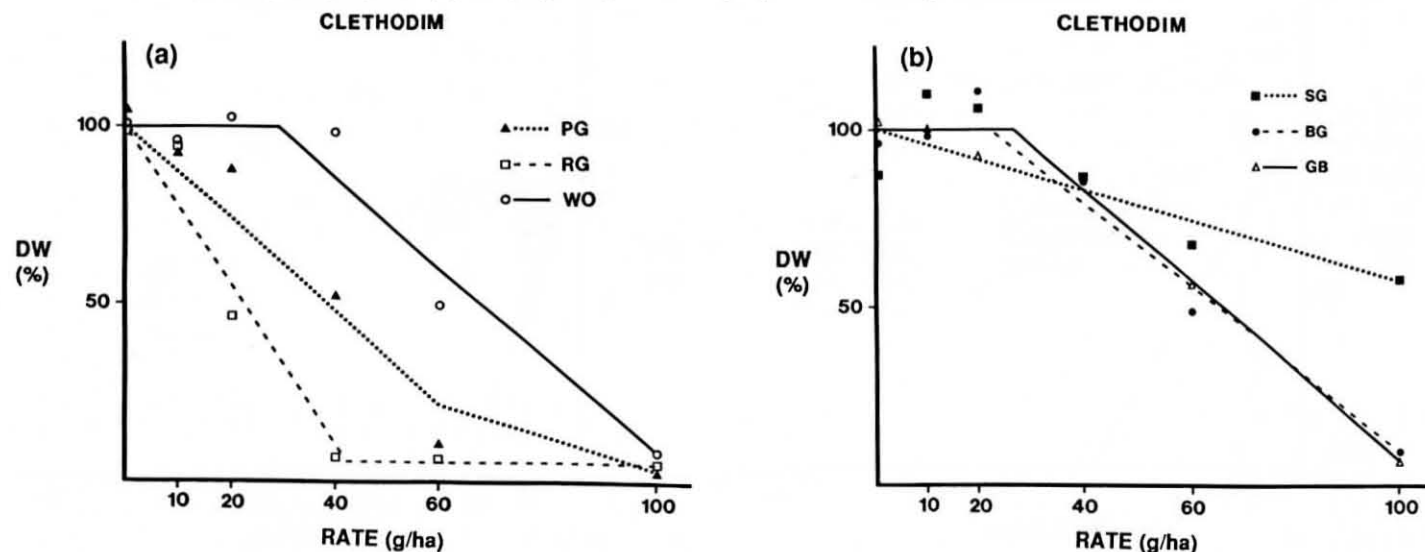 CLETHODIM
(a)
100
50
DW
(%)
PG
RG
WO
10 20 40 60 100
RATE (g/ha)
CLETHODIM
(b)
100
50
DW
(%)
SG
BG
GB
10 20 40 60 100
RATE (g/ha)